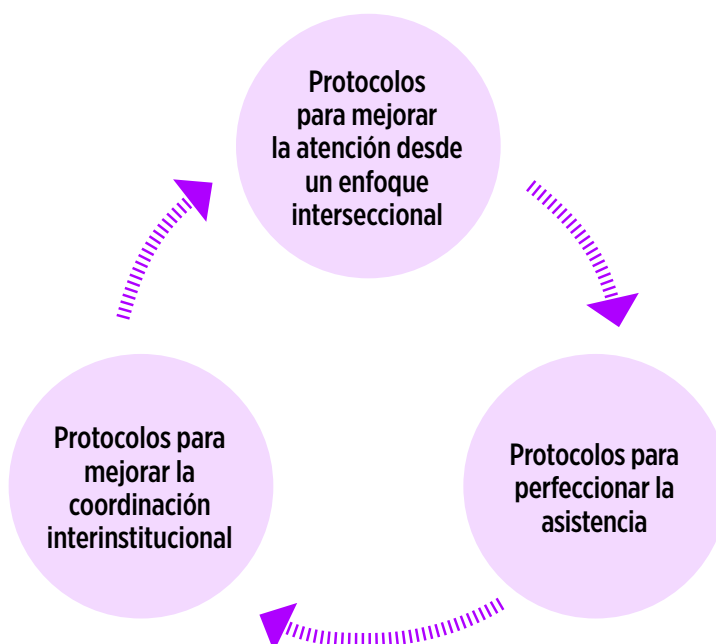 Protocolos
para mejorar
la atención desde
un enfoque
interseccional
Protocolos para
perfeccionar la
asistencia
Protocolos para
mejorar la
coordinación
interinstitucional